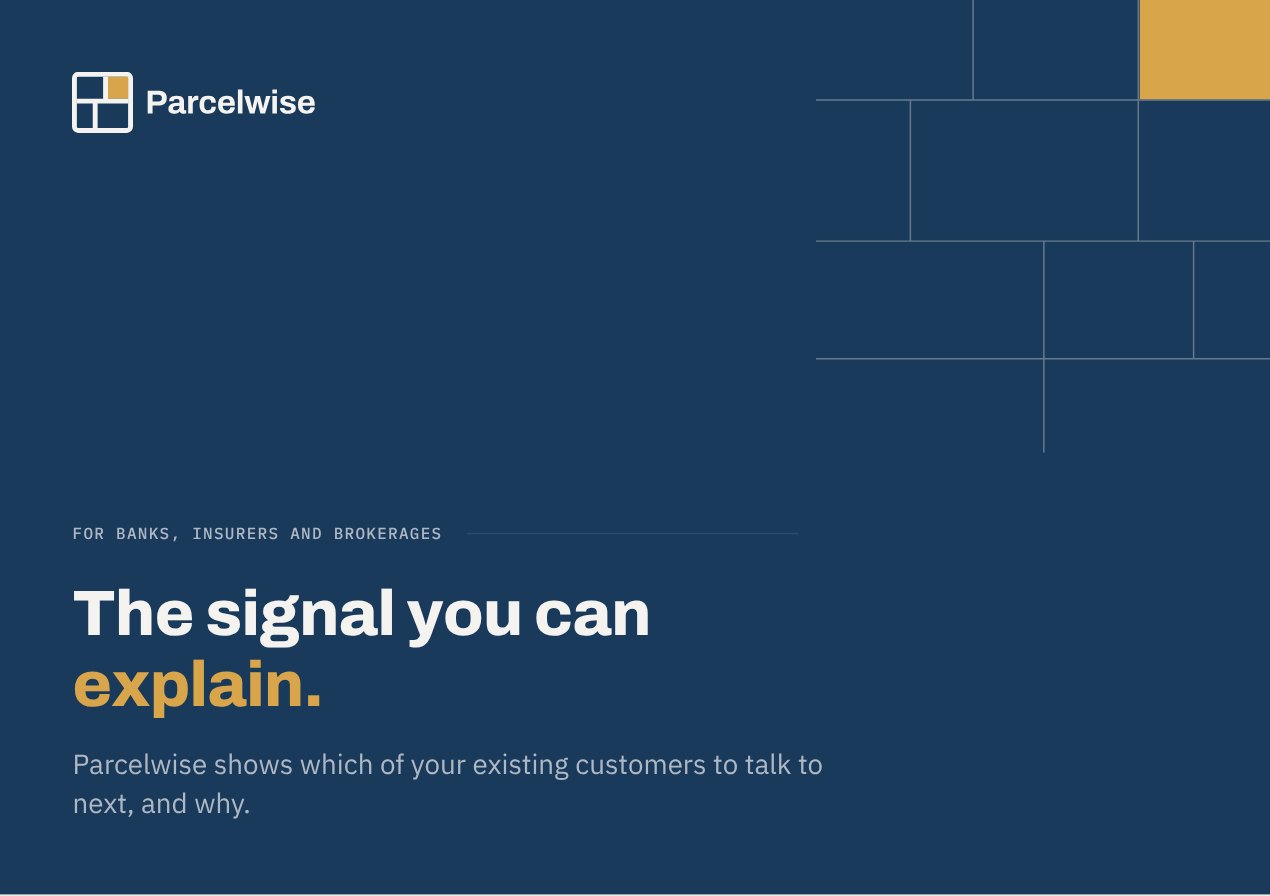 Parcelwise
FOR BANKS, INSURERS AND BROKERAGES
The signal you can
explain.
Parcelwise shows which of your existing customers to talk to
next, and why.